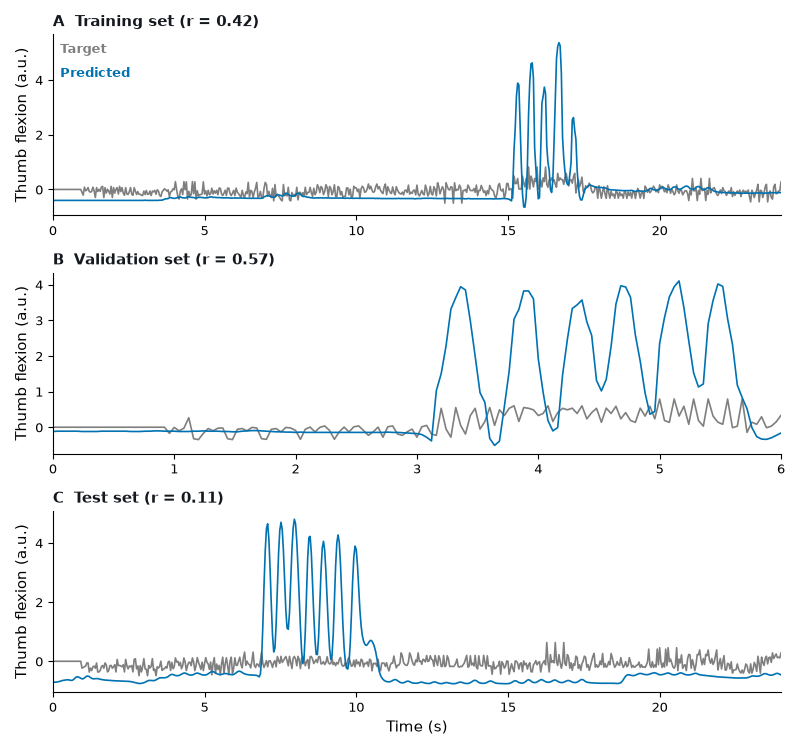 A Training set (r = 0.42)
Target
Predicted
Thumb flexion (a.u.)
4
2
0
0 5 10 15 20
B Validation set (r = 0.57)
Thumb flexion (a.u.)
4
3
2
1
0
0 1 2 3 4 5 6
C Test set (r = 0.11)
Thumb flexion (a.u.)
4
2
0
0 5 10 15 20
Time (s)